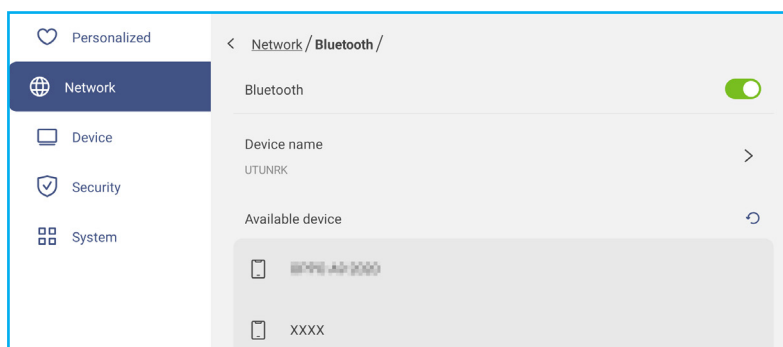 Personalized
Network
Device
Security
System
Network/Bluetooth/
Bluetooth
Device name
UTUNRK
Available device
XXXX